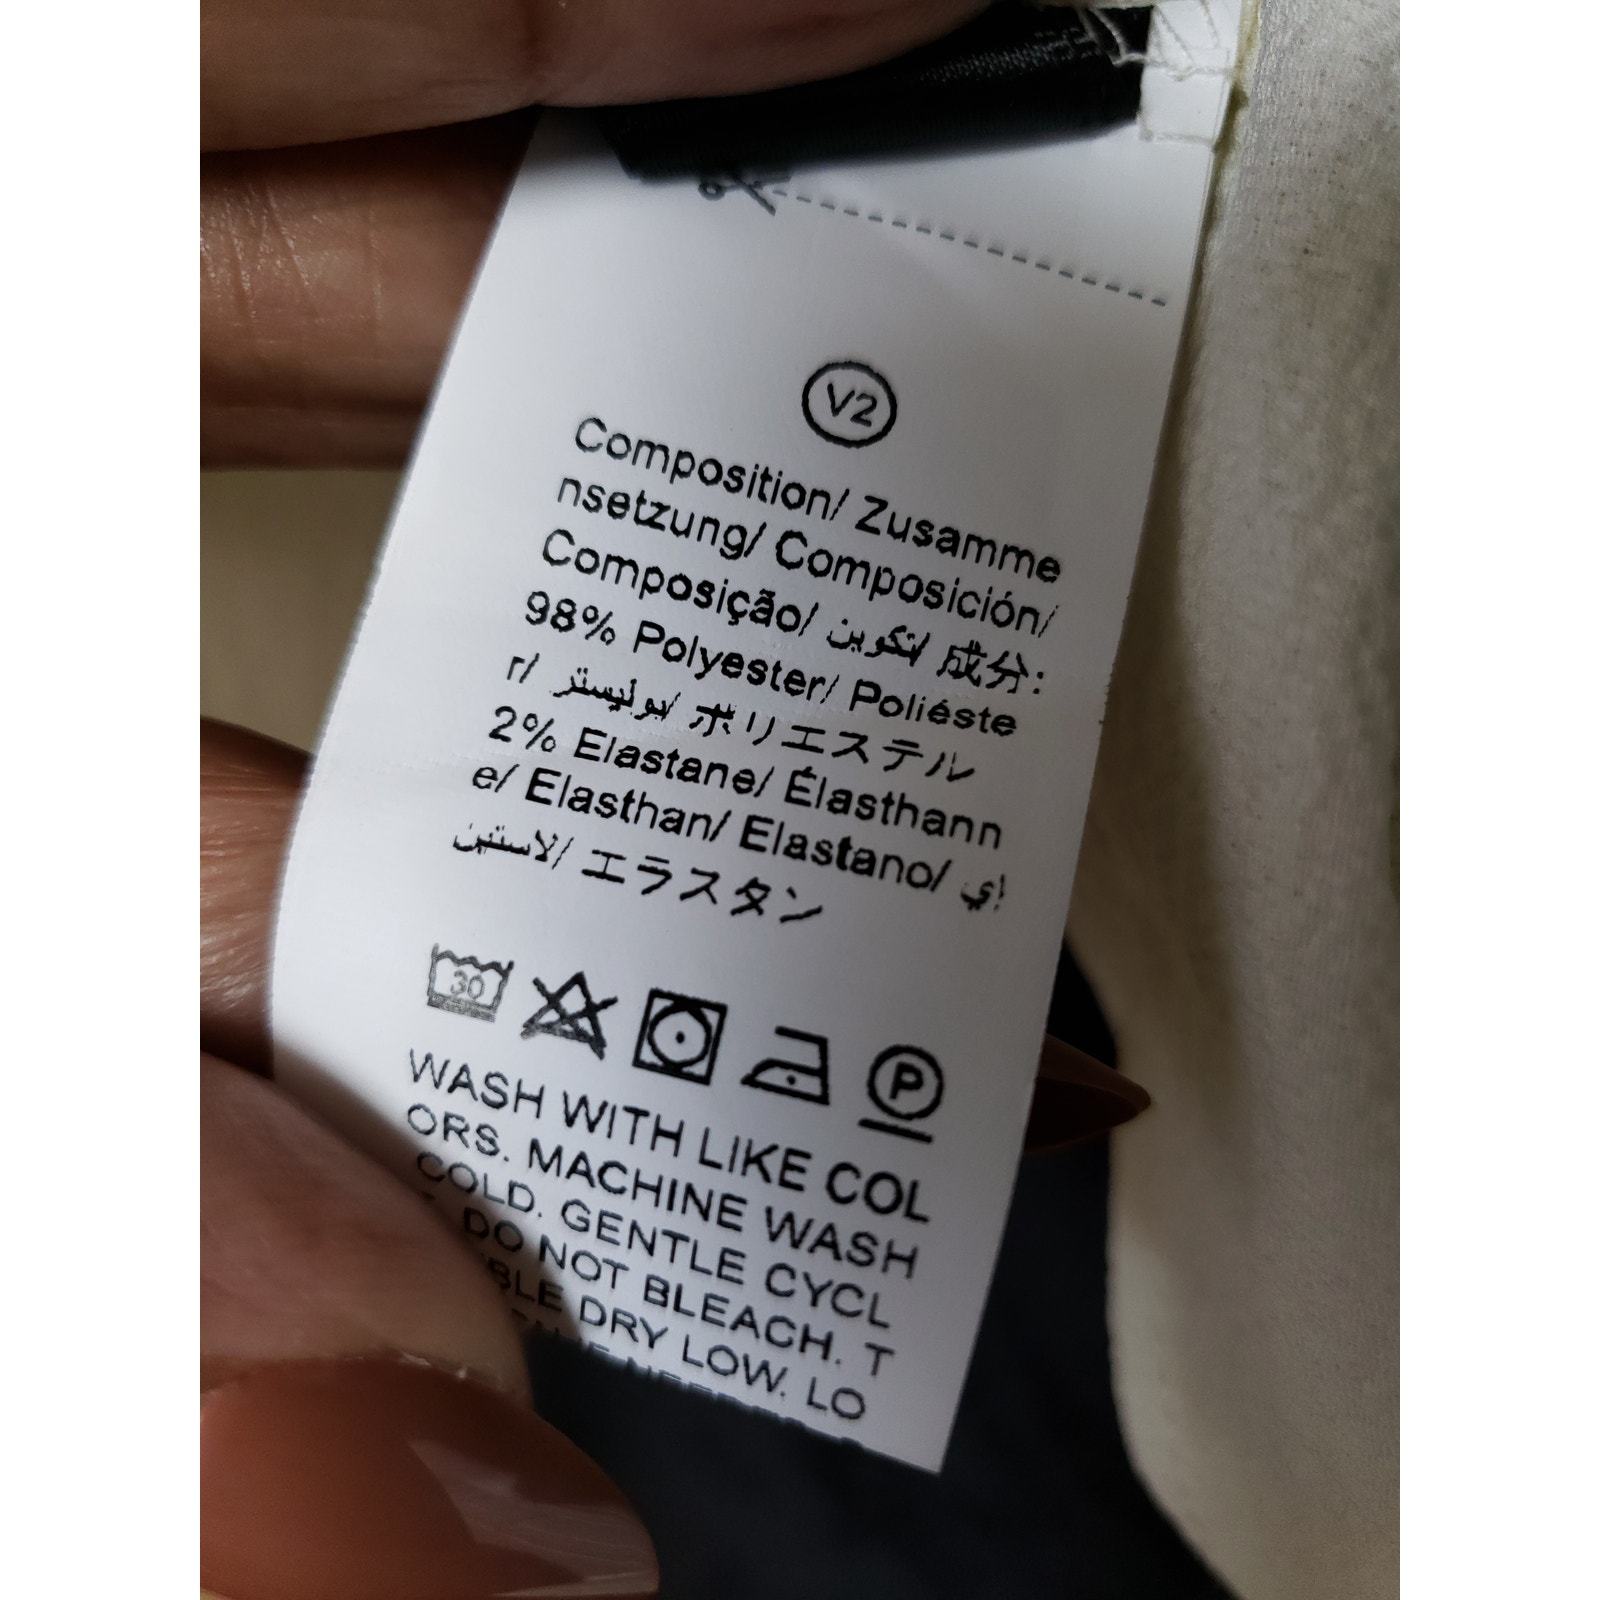 V2
Composition/ Zusamme
nsetzung/ Composición/
Composição/ تكوين/ 成分:
98% Polyester/ Poliéste
r/ بوليستر/ ポリエステル
2% Elastane/ Élasthann
e/ Elasthan/ Elastano/ إي
لاستين/ エラスタン
30
P
WASH WITH LIKE COL
ORS. MACHINE WASH
COLD. GENTLE CYCL
DO NOT BLEACH. T
BLE DRY LOW. LO